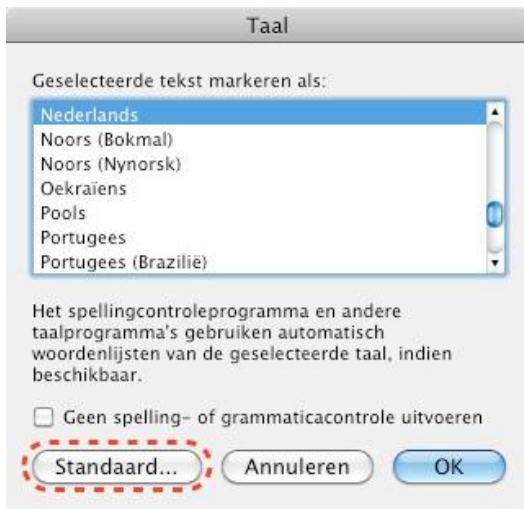 Taal
Geselecteerde tekst markeren als:
Nederlands
Noors (Bokmal)
Noors (Nynorsk)
Oekraïens
Pools
Portugees
Portugees (Brazilië)
Het spellingcontroleprogramma en andere
taalprogramma's gebruiken automatisch
woordenlijsten van de geselecteerde taal, indien
beschikbaar.
Geen spelling- of grammaticacontrole uitvoeren
Standaard... Annuleren OK